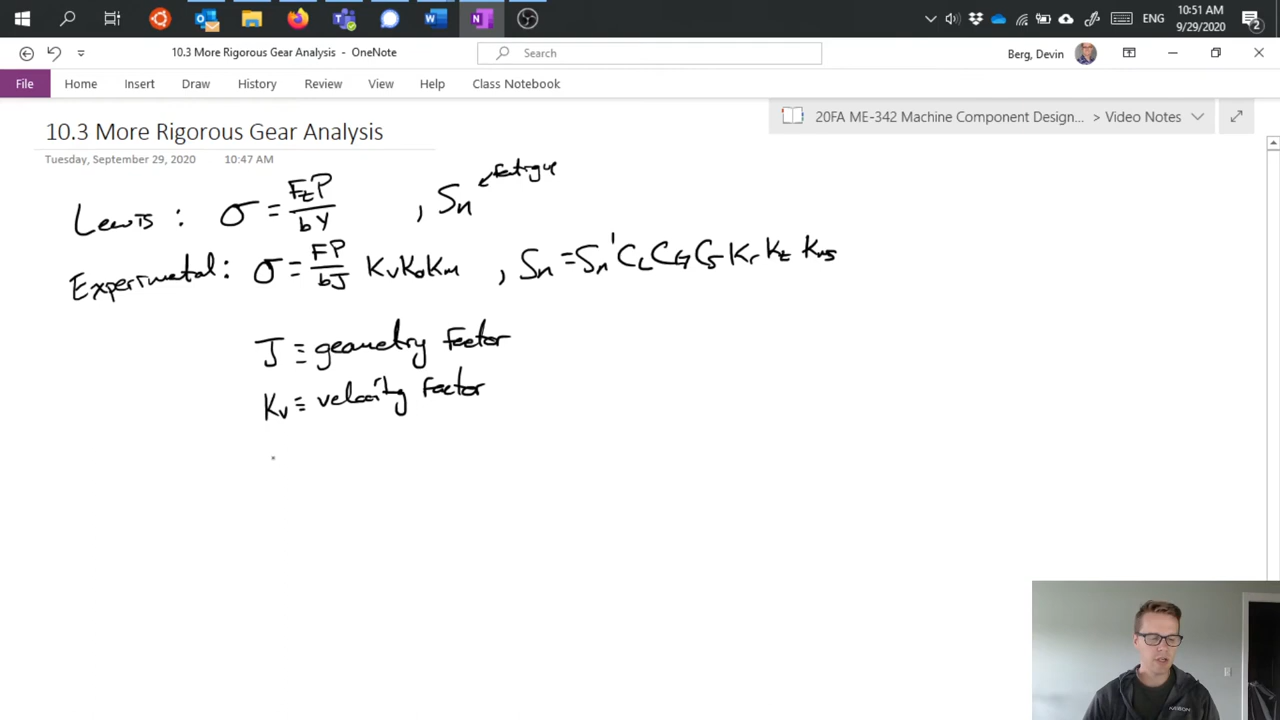 10:51 AM
ENG
9/29/2020
2
10.3 More Rigorous Gear Analysis - OneNote
Search
Berg, Devin
File Home Insert Draw History Review View Help Class Notebook
10.3 More Rigorous Gear Analysis
20FA ME-342 Machine Component Design... > Video Notes
Tuesday, September 29, 2020 10:47 AM
Lewis : σ = FtP/bY , Sn ← fatigue
Experimetal : σ = FP/bJ KvKoKm , Sn = Sn' CL CG Cs Kr Kt Kms
J ≡ geometry factor
Kv ≡ velocity factor